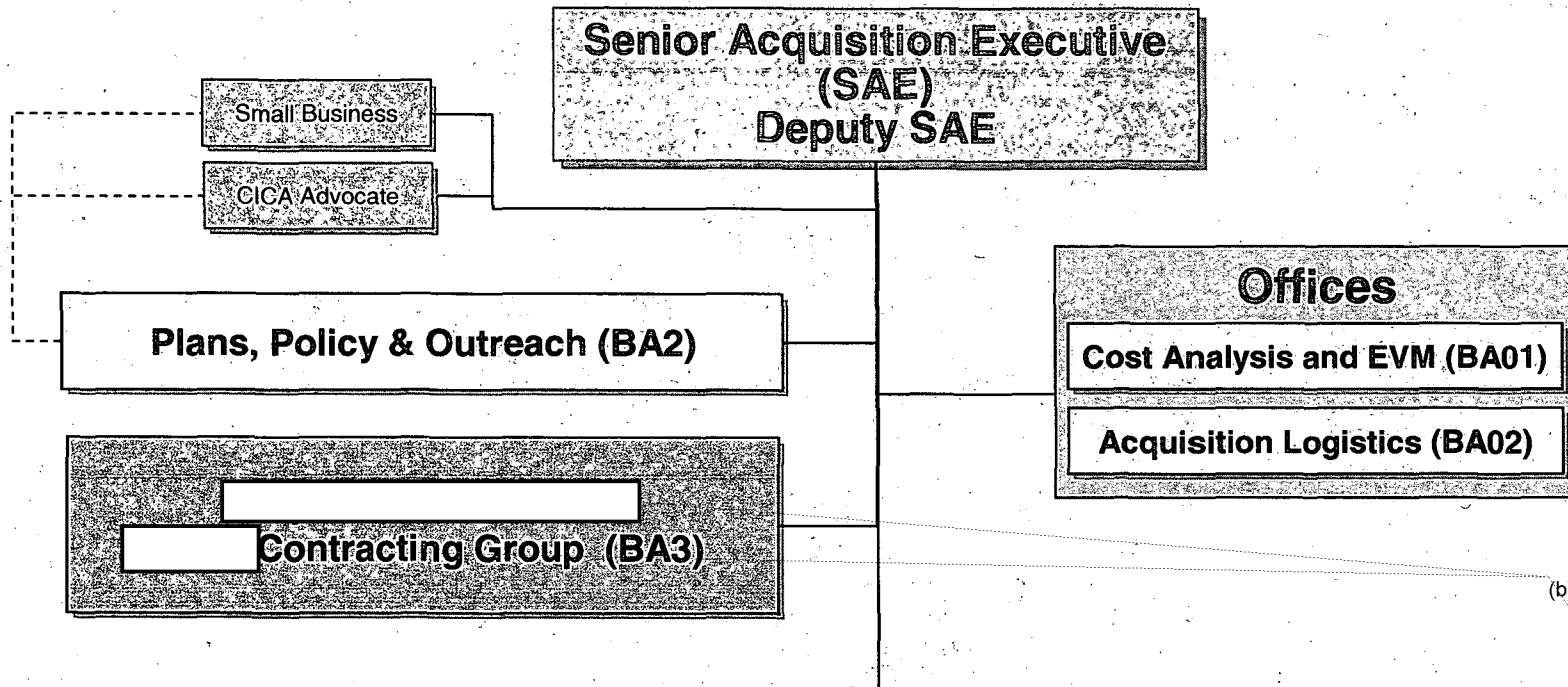 Senior Acquisition Executive
(SAE)
Deputy SAE
Small Business
CICA Advocate
Plans, Policy & Outreach (BA2)
Offices
Cost Analysis and EVM (BA01)
Acquisition Logistics (BA02)
Contracting Group (BA3)
(b